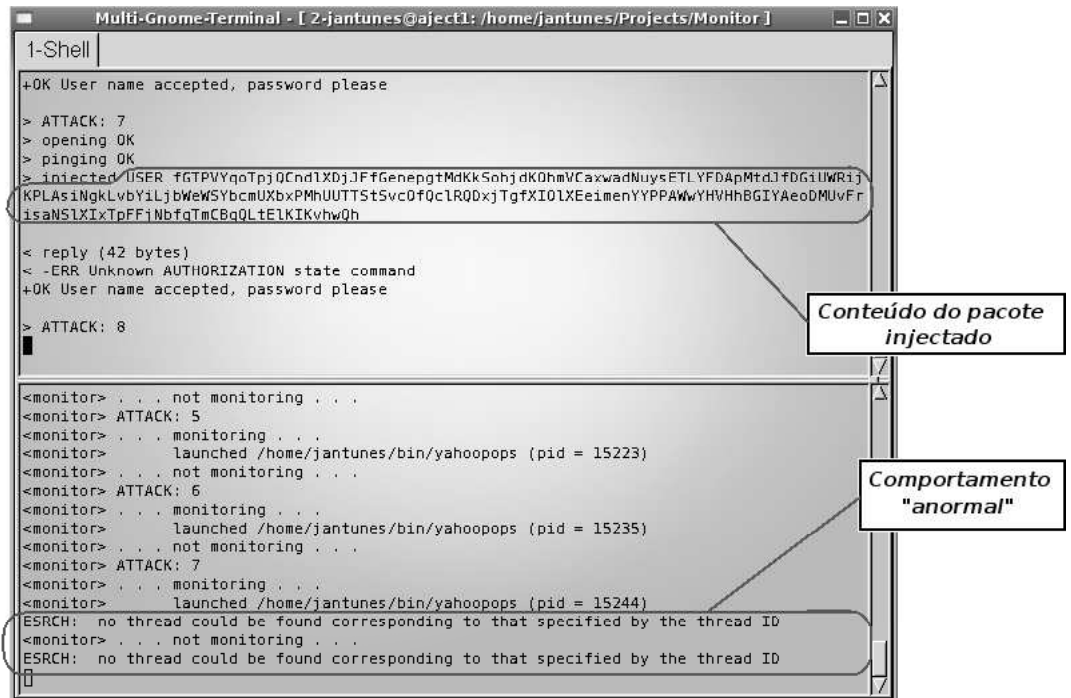 Multi-Gnome-Terminal - [ 2-jantunes@aject1: /home/jantunes/Projects/Monitor ]
1-Shell
+OK User name accepted, password please
> ATTACK: 7
> opening OK
> pinging OK
> injected USER fGTPVYqoTpjQCndlXDjJFfGenepgtMdKkSohjdKOhmVCaxwadNuysETLYFDApMtdJfDGiUWRij
KPLAsiNgkLvbYiLjbWeWSYbcmUXbxPMhUUTTStSvcOfQclRQDxjTgfXIOlXEeimenYYPPAWwYHVHhBGIYAeoDMUvFr
isaNSlXIxTpFFjNbfqTmCBqQLtElKIKvhwQh
< reply (42 bytes)
< -ERR Unknown AUTHORIZATION state command
+OK User name accepted, password please
> ATTACK: 8
Conteúdo do pacote
injectado
<monitor> . . . not monitoring . . .
<monitor> ATTACK: 5
<monitor> . . . monitoring . . .
<monitor> launched /home/jantunes/bin/yahoopops (pid = 15223)
<monitor> . . . not monitoring . . .
<monitor> ATTACK: 6
<monitor> . . . monitoring . . .
<monitor> launched /home/jantunes/bin/yahoopops (pid = 15235)
<monitor> . . . not monitoring . . .
<monitor> ATTACK: 7
<monitor> . . . monitoring . . .
<monitor> launched /home/jantunes/bin/yahoopops (pid = 15244)
ESRCH: no thread could be found corresponding to that specified by the thread ID
<monitor> . . . not monitoring . . .
ESRCH: no thread could be found corresponding to that specified by the thread ID
Comportamento
"anormal"